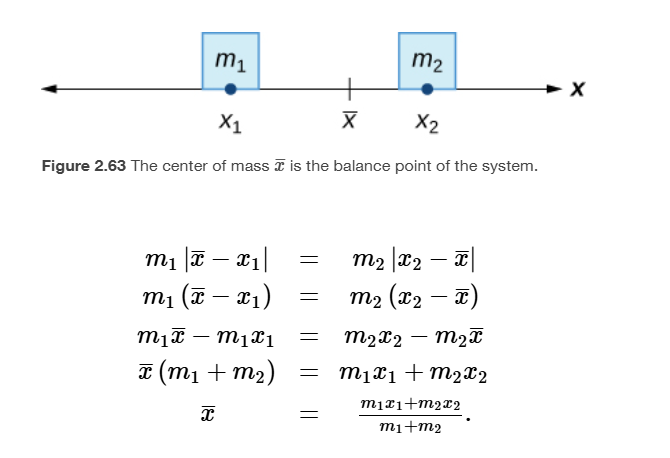 m₁ m₂
x
x₁ x̅ x₂
Figure 2.63 The center of mass x̅ is the balance point of the system.
m₁ |x̅ − x₁| = m₂ |x₂ − x̅|
m₁ (x̅ − x₁) = m₂ (x₂ − x̅)
m₁x̅ − m₁x₁ = m₂x₂ − m₂x̅
x̅ (m₁ + m₂) = m₁x₁ + m₂x₂
x̅ = \frac{m₁x₁+m₂x₂}{m₁+m₂}.